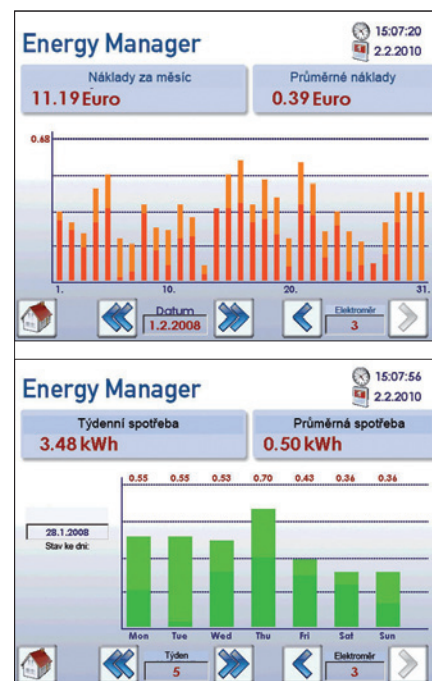 Energy Manager
15:07:20
2.2.2010
Náklady za měsíc
11.19 Euro
Průměrné náklady
0.39 Euro
0.68
1. 10. 20. 31.
Datum
1.2.2008
Elektroměr
3
Energy Manager
15:07:56
2.2.2010
Týdenní spotřeba
3.48 kWh
Průměrná spotřeba
0.50 kWh
0.55 0.55 0.53 0.70 0.43 0.36 0.36
28.1.2008
Stav ke dni:
Mon Tue Wed Thu Fri Sat Sun
Týden
5
Elektroměr
3